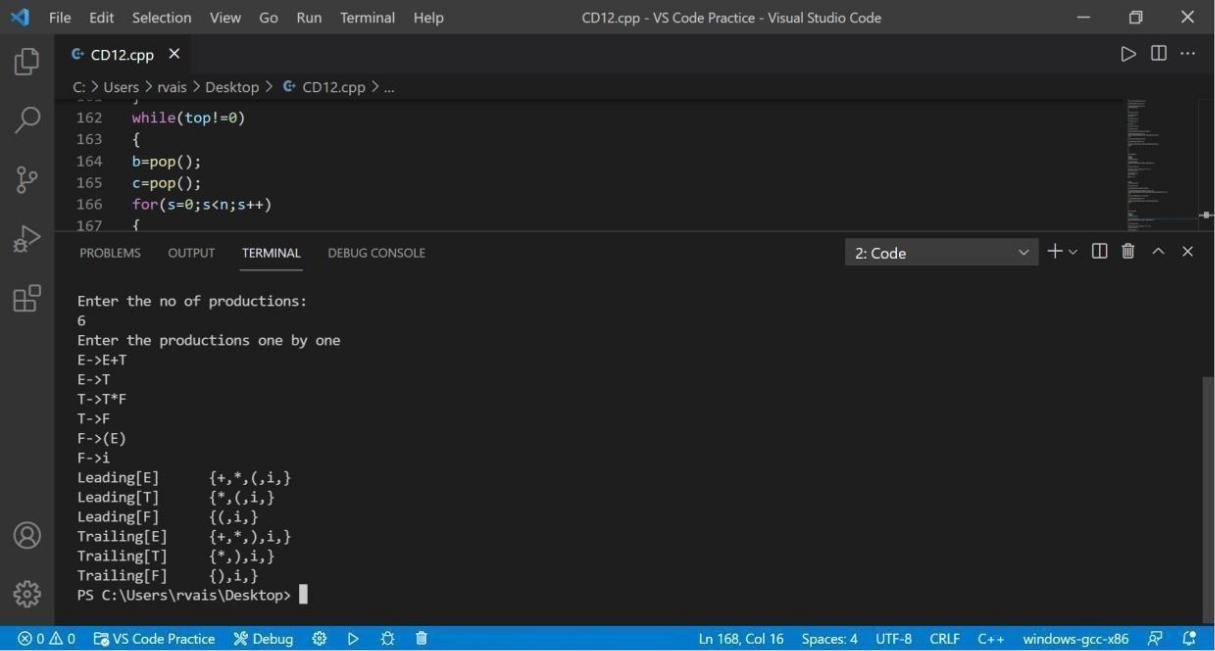 File Edit Selection View Go Run Terminal Help CD12.cpp - VS Code Practice - Visual Studio Code
CD12.cpp
C: > Users > rvais > Desktop > CD12.cpp > ...
162 while(top!=0)
163 {
164 b=pop();
165 c=pop();
166 for(s=0;s<n;s++)
167 {
PROBLEMS OUTPUT TERMINAL DEBUG CONSOLE 2: Code
Enter the no of productions:
6
Enter the productions one by one
E->E+T
E->T
T->T*F
T->F
F->(E)
F->i
Leading[E] {+,*,(,i,}
Leading[T] {*,(,i,}
Leading[F] {(,i,}
Trailing[E] {+,*,),i,}
Trailing[T] {*,),i,}
Trailing[F] {),i,}
PS C:\Users\rvais\Desktop>
0 0 VS Code Practice Debug Ln 168, Col 16 Spaces: 4 UTF-8 CRLF C++ windows-gcc-x86